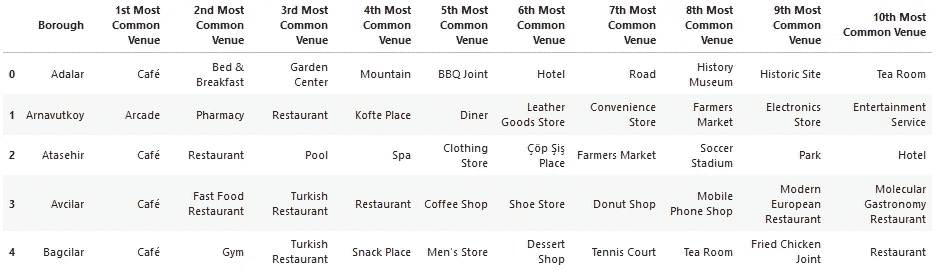 Borough 1st Most Common Venue 2nd Most Common Venue 3rd Most Common Venue 4th Most Common Venue 5th Most Common Venue 6th Most Common Venue 7th Most Common Venue 8th Most Common Venue 9th Most Common Venue 10th Most Common Venue
0 Adalar Café Bed & Breakfast Garden Center Mountain BBQ Joint Hotel Road History Museum Historic Site Tea Room
1 Arnavutkoy Arcade Pharmacy Restaurant Kofte Place Diner Leather Goods Store Convenience Store Farmers Market Electronics Store Entertainment Service
2 Atasehir Café Restaurant Pool Spa Clothing Store Çöp Şiş Place Farmers Market Soccer Stadium Park Hotel
3 Avcilar Café Fast Food Restaurant Turkish Restaurant Restaurant Coffee Shop Shoe Store Donut Shop Mobile Phone Shop Modern European Restaurant Molecular Gastronomy Restaurant
4 Bagcilar Café Gym Turkish Restaurant Snack Place Men's Store Dessert Shop Tennis Court Tea Room Fried Chicken Joint Restaurant